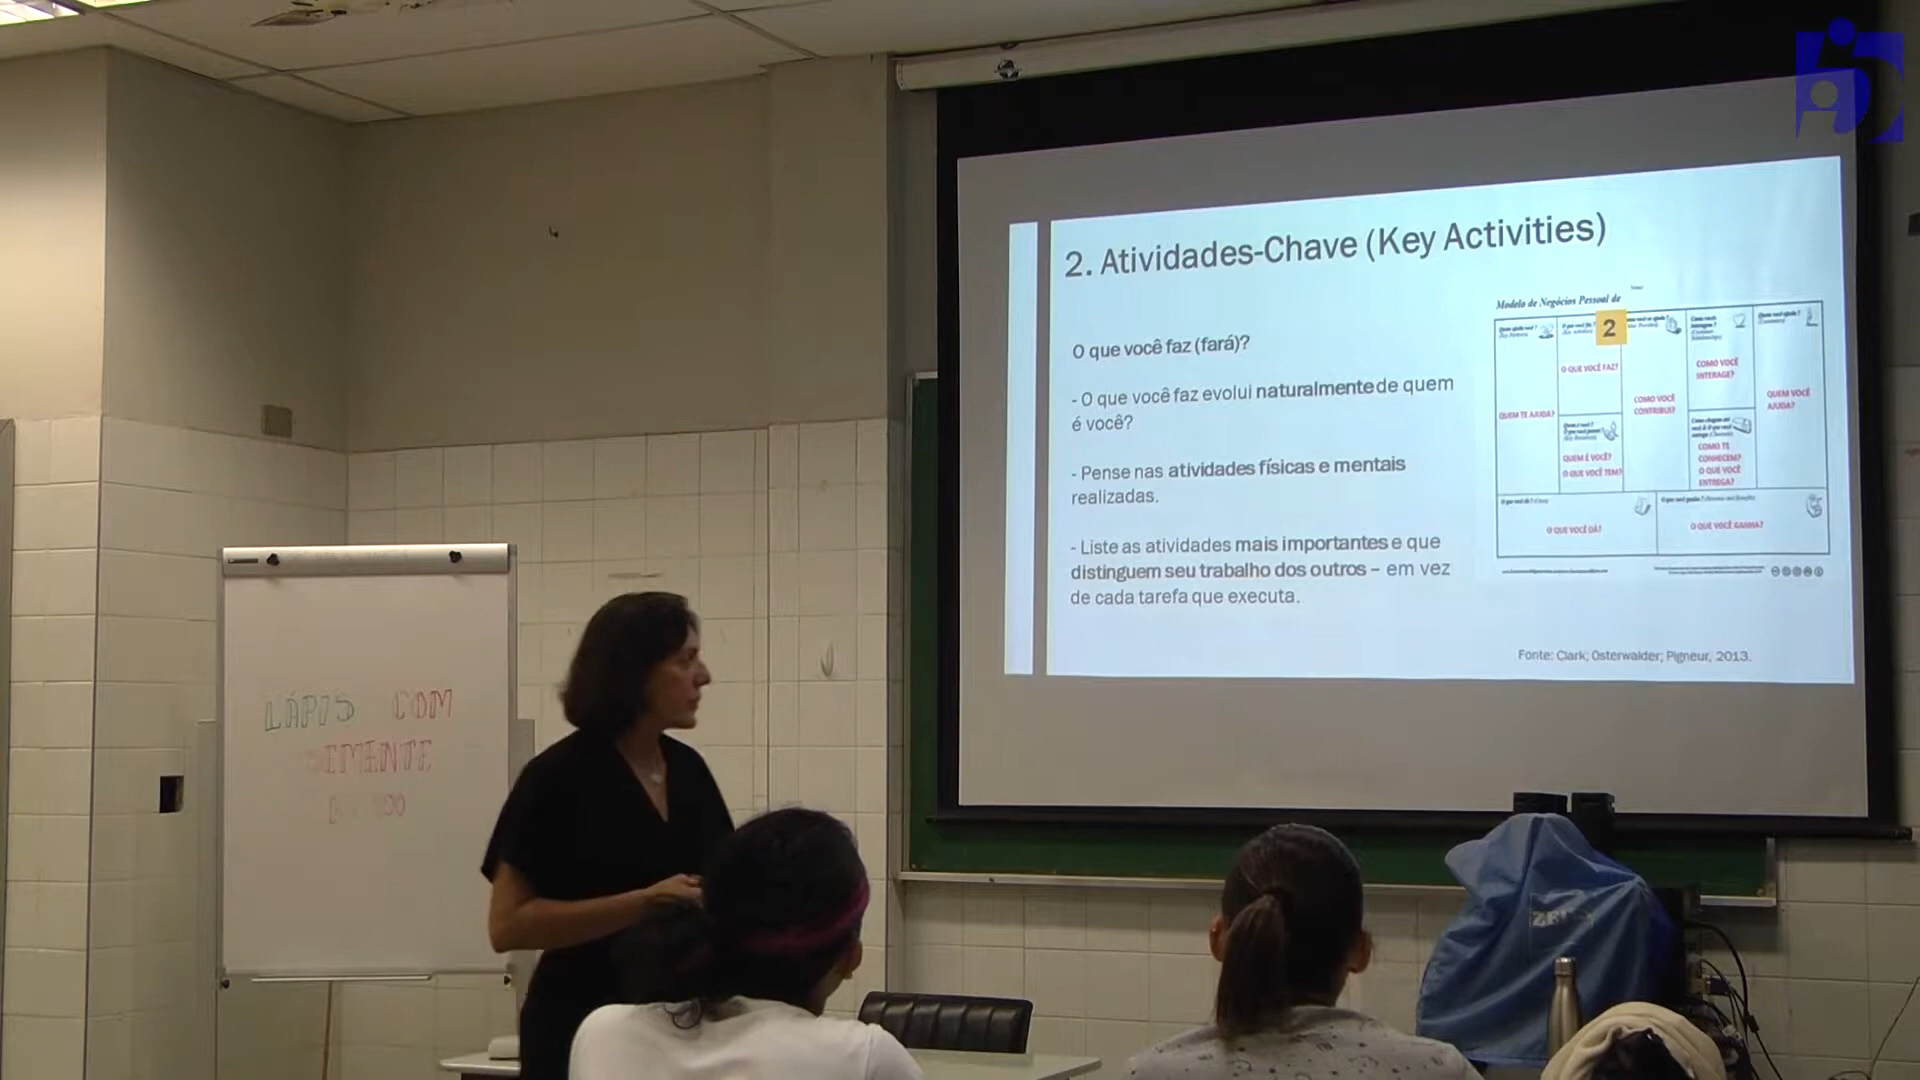 2. Atividades-Chave (Key Activities)
O que você faz (fará)?
- O que você faz evolui naturalmente de quem
é você?
- Pense nas atividades físicas e mentais
realizadas.
- Liste as atividades mais importantes e que
distinguem seu trabalho dos outros – em vez
de cada tarefa que executa.
Modelo de Negócios Pessoal de
2
QUEM TE AJUDA?
O QUE VOCÊ FAZ?
QUEM É VOCÊ?
O QUE VOCÊ TEM?
COMO VOCÊ
CONTRIBUI?
COMO VOCÊ
INTERAGE?
COMO TE
CONHECEM?
O QUE VOCÊ
ENTREGA?
QUEM VOCÊ
AJUDA?
O QUE VOCÊ DÁ?
O QUE VOCÊ GANHA?
Fonte: Clark; Osterwalder; Pigneur, 2013.
LÁPIS COM
EMENTE